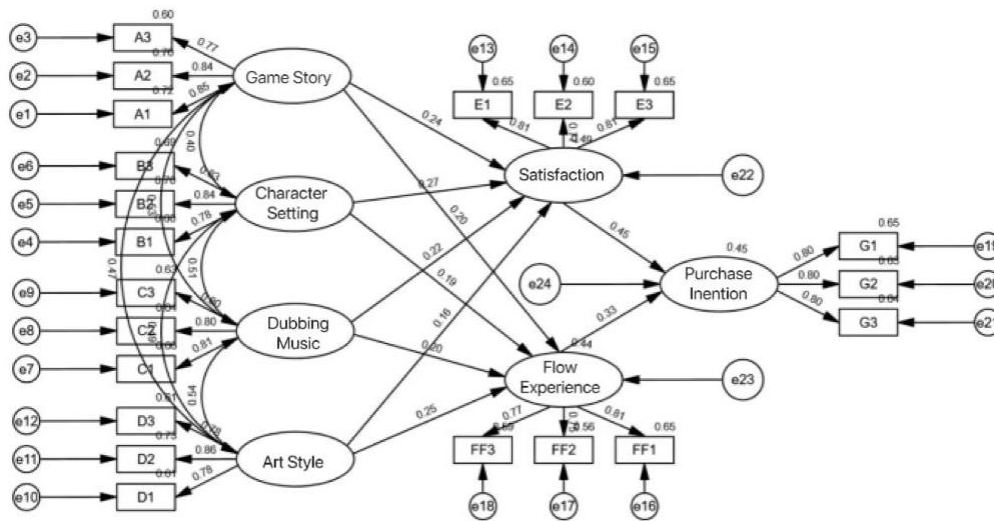 0.60
e3
A3
0.77
0.70
e2
A2
0.84
0.72
e1
A1
0.85
Game Story
e6
B3
0.40
e5
B2
0.84
e4
B1
0.78
Character
Setting
e9
C3
0.51
e8
C2
0.80
e7
C1
0.81
Dubbing
Music
0.47
0.54
e12
D3
e11
D2
0.86
e10
D1
0.78
Art Style
0.24
0.27
0.22
0.16
0.20
0.19
0.20
0.25
e13
e14
e15
0.65
0.60
0.65
E1
E2
E3
0.81
0.81
Satisfaction
e22
0.45
0.45
e24
Purchase
Inention
0.33
0.65
0.80
G1
e19
0.80
G2
e20
0.80
G3
e21
0.44
Flow
Experience
e23
0.77
0.81
0.56
0.65
FF3
FF2
FF1
e18
e17
e16